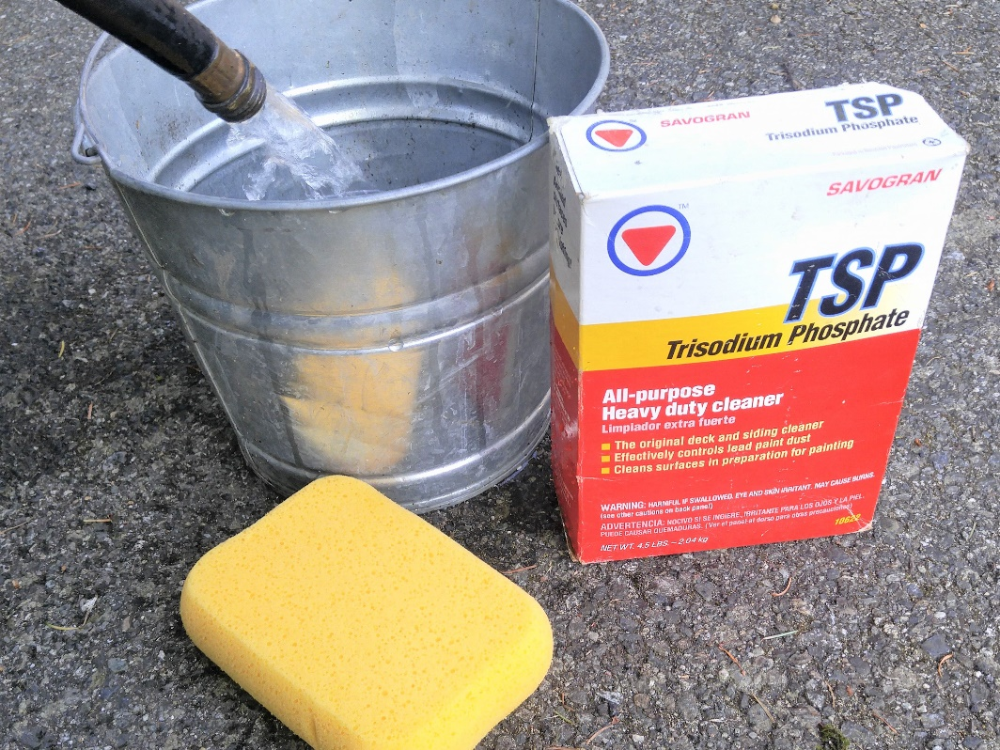 SAVOGRAN
TSP
Trisodium Phosphate
SAVOGRAN
TM
TSP
Trisodium Phosphate
All-purpose
Heavy duty cleaner
Limpiador extra fuerte
The original deck and siding cleaner
Effectively controls lead paint dust
Cleans surfaces in preparation for painting
WARNING: HARMFUL IF SWALLOWED. EYE AND SKIN IRRITANT. MAY CAUSE BURNS.
(see other cautions on back panel)
ADVERTENCIA: NOCIVO SI SE INGIERE. IRRITANTE PARA LOS OJOS Y LA PIEL.
PUEDE CAUSAR QUEMADURAS. (Ver el panel al dorso para otras precauciones)
NET WT. 4.5 LBS. – 2.04 kg
10622